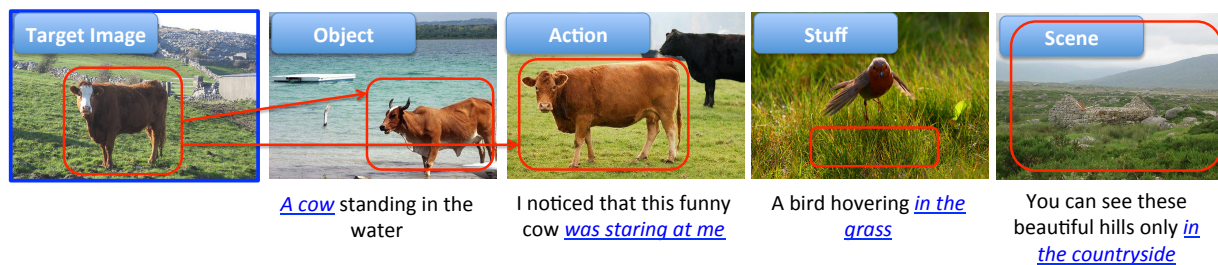 Target Image
Object
Action
Stuff
Scene
A cow standing in the
water
I noticed that this funny
cow was staring at me
A bird hovering in the
grass
You can see these
beautiful hills only in
the countryside